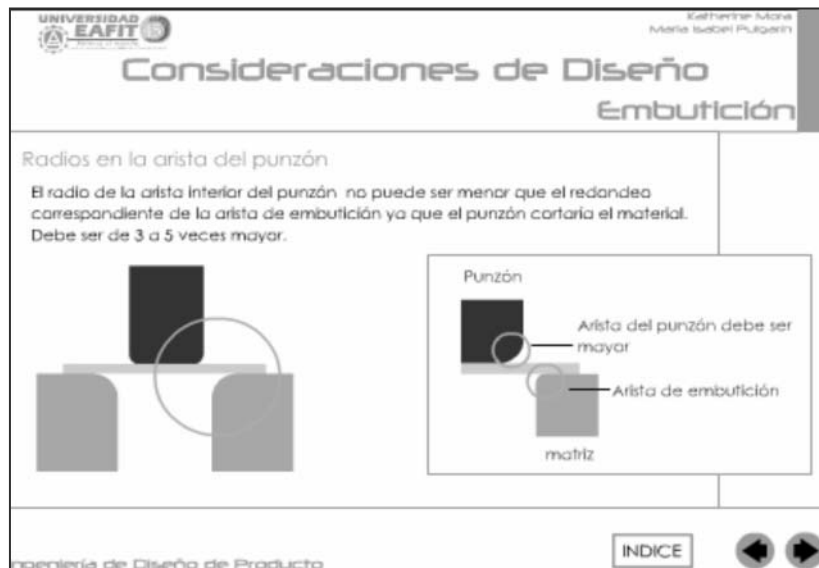 UNIVERSIDAD
EAFIT
Katherine Mora
María Isabel Pulgarín
Consideraciones de Diseño
Embutición
Radios en la arista del punzón
El radio de la arista interior del punzón no puede ser menor que el redondeo
correspondiente de la arista de embutición ya que el punzón cortaría el material.
Debe ser de 3 a 5 veces mayor.
Punzón
Arista del punzón debe ser
mayor
Arista de embutición
matriz
INDICE
Ingeniería de Diseño de Producto